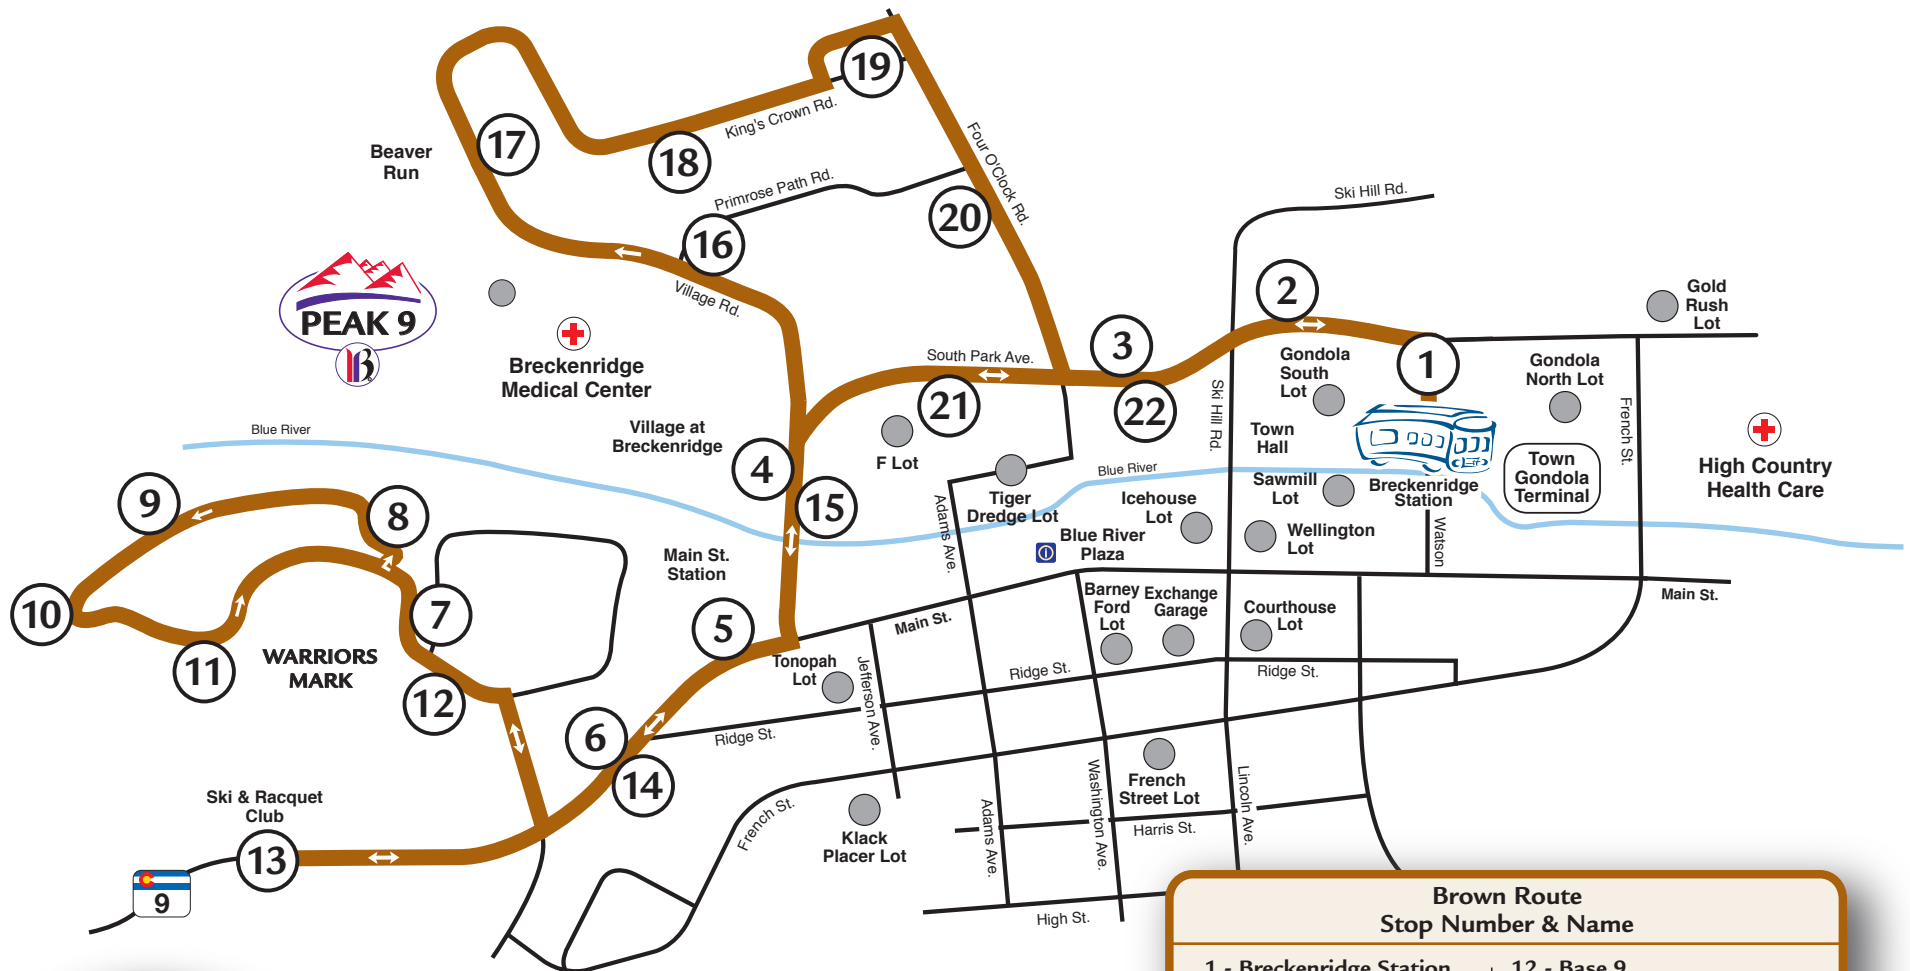 19
17
Beaver
Run
King's Crown Rd.
18
Four O'Clock Rd.
Primrose Path Rd.
20
Ski Hill Rd.
16
Village Rd.
PEAK 9
B
Breckenridge
Medical Center
2
3
1
22
South Park Ave.
21
Gold
Rush
Lot
Gondola
South
Lot
Gondola
North Lot
Ski Hill Rd.
French St.
Town
Hall
High Country
Health Care
Town
Gondola
Terminal
Breckenridge
Station
Sawmill
Lot
Wellington
Lot
Watson
Blue River
Village at
Breckenridge
4
15
F Lot
Tiger
Dredge Lot
Blue River
Icehouse
Lot
Blue River
Plaza
Adams Ave.
9
8
10
7
11
WARRIORS
MARK
12
Main St.
Station
5
Main St.
Main St.
Barney
Ford
Lot
Exchange
Garage
Courthouse
Lot
Tonopah
Lot
Jefferson Ave.
Ridge St.
Ridge St.
Ridge St.
6
14
French St.
Klack
Placer Lot
Adams Ave.
Washington Ave.
French
Street Lot
Harris St.
Lincoln Ave.
High St.
Ski & Racquet
Club
13
9
Brown Route
Stop Number & Name
1 - Breckenridge Station
12 - Base 9